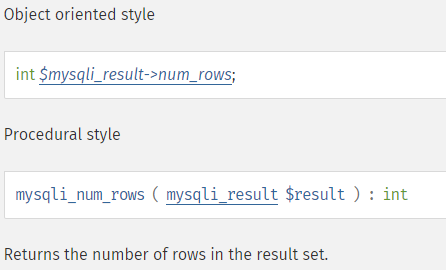 Object oriented style
int $mysqli_result->num_rows;
Procedural style
mysqli_num_rows ( mysqli_result $result ) : int
Returns the number of rows in the result set.